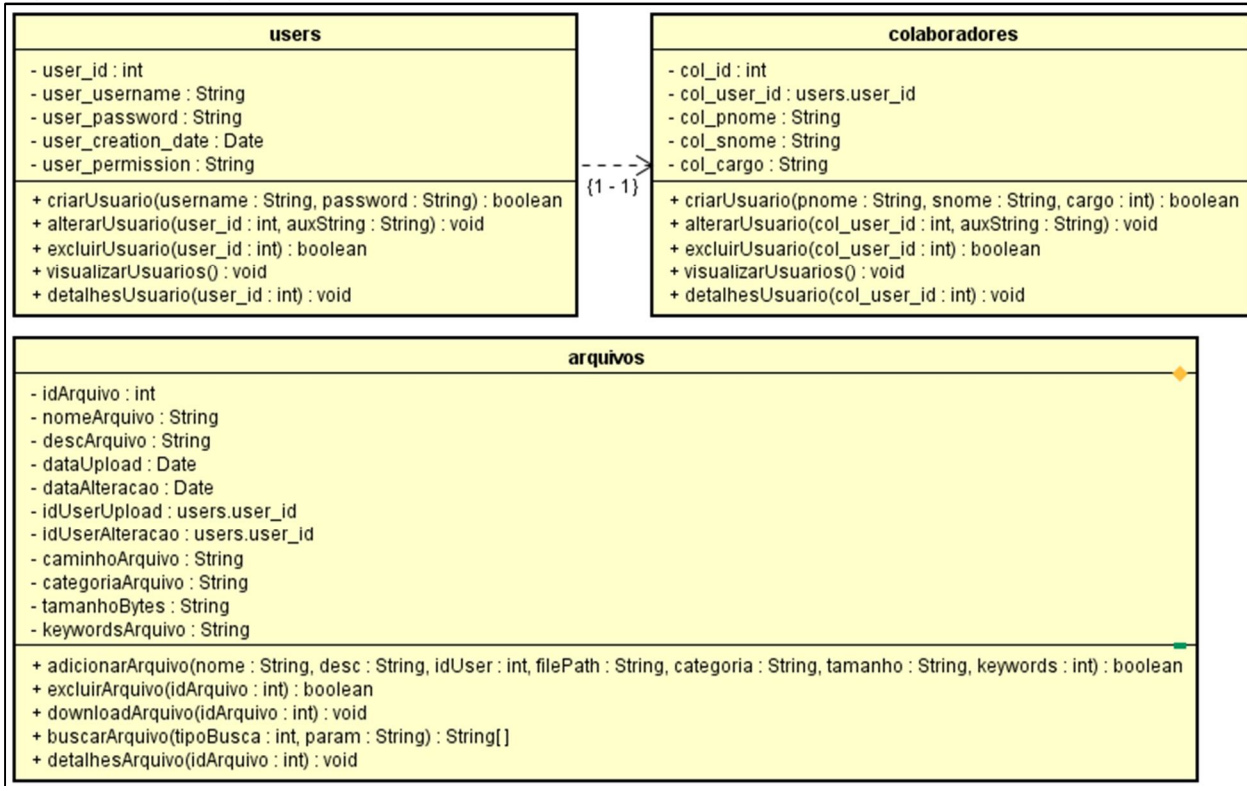 users
- user_id : int
- user_username : String
- user_password : String
- user_creation_date : Date
- user_permission : String
+ criarUsuario(username : String, password : String) : boolean
+ alterarUsuario(user_id : int, auxString : String) : void
+ excluirUsuario(user_id : int) : boolean
+ visualizarUsuarios() : void
+ detalhesUsuario(user_id : int) : void
{1 - 1}
colaboradores
- col_id : int
- col_user_id : users.user_id
- col_pnome : String
- col_snome : String
- col_cargo : String
+ criarUsuario(pnome : String, snome : String, cargo : int) : boolean
+ alterarUsuario(col_user_id : int, auxString : String) : void
+ excluirUsuario(col_user_id : int) : boolean
+ visualizarUsuarios() : void
+ detalhesUsuario(col_user_id : int) : void
arquivos
- idArquivo : int
- nomeArquivo : String
- descArquivo : String
- dataUpload : Date
- dataAlteracao : Date
- idUserUpload : users.user_id
- idUserAlteracao : users.user_id
- caminhoArquivo : String
- categoriaArquivo : String
- tamanhoBytes : String
- keywordsArquivo : String
+ adicionarArquivo(nome : String, desc : String, idUser : int, filePath : String, categoria : String, tamanho : String, keywords : int) : boolean
+ excluirArquivo(idArquivo : int) : boolean
+ downloadArquivo(idArquivo : int) : void
+ buscarArquivo(tipoBusca : int, param : String) : String[]
+ detalhesArquivo(idArquivo : int) : void